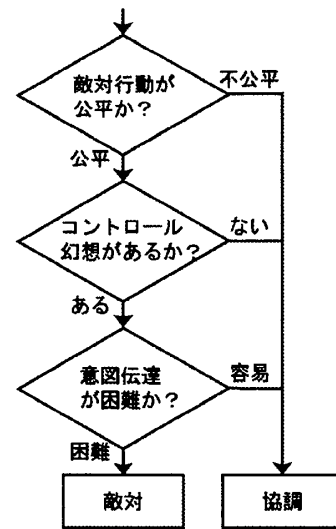 敵対行動が
公平か？
不公平
公平
コントロール
幻想があるか？
ない
ある
意図伝達
が困難か？
容易
困難
敵対
協調